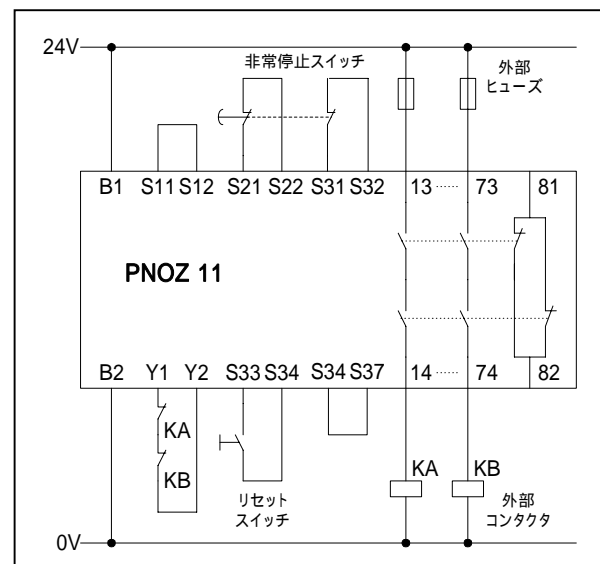 24V
非常停止スイッチ
外部
ヒューズ
B1 S11 S12 S21 S22 S31 S32 13 73 81
PNOZ 11
B2 Y1 Y2 S33 S34 S34 S37 14 74 82
KA
KB
リセット
スイッチ
KA
KB
外部
コンタクタ
0V